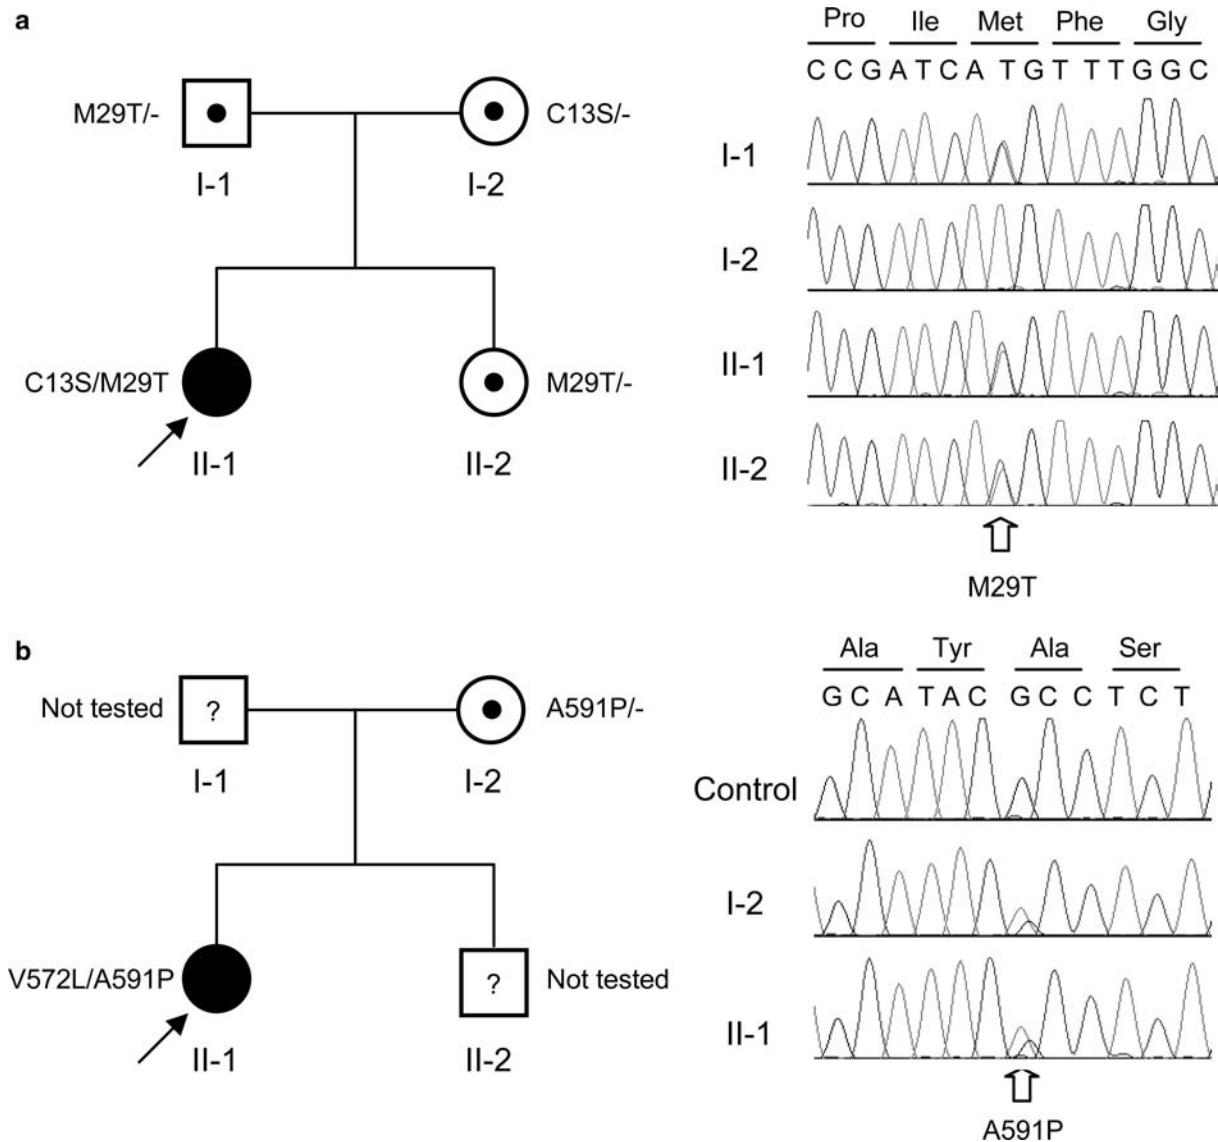 a
M29T/-
C13S/-
I-1
I-2
C13S/M29T
M29T/-
II-1
II-2
Pro Ile Met Phe Gly
C C G A T C A T G T T T G G C
I-1
I-2
II-1
II-2
M29T
b
Not tested
?
A591P/-
I-1
I-2
V572L/A591P
?
Not tested
II-1
II-2
Ala Tyr Ala Ser
G C A T A C G C C T C T
Control
I-2
II-1
A591P